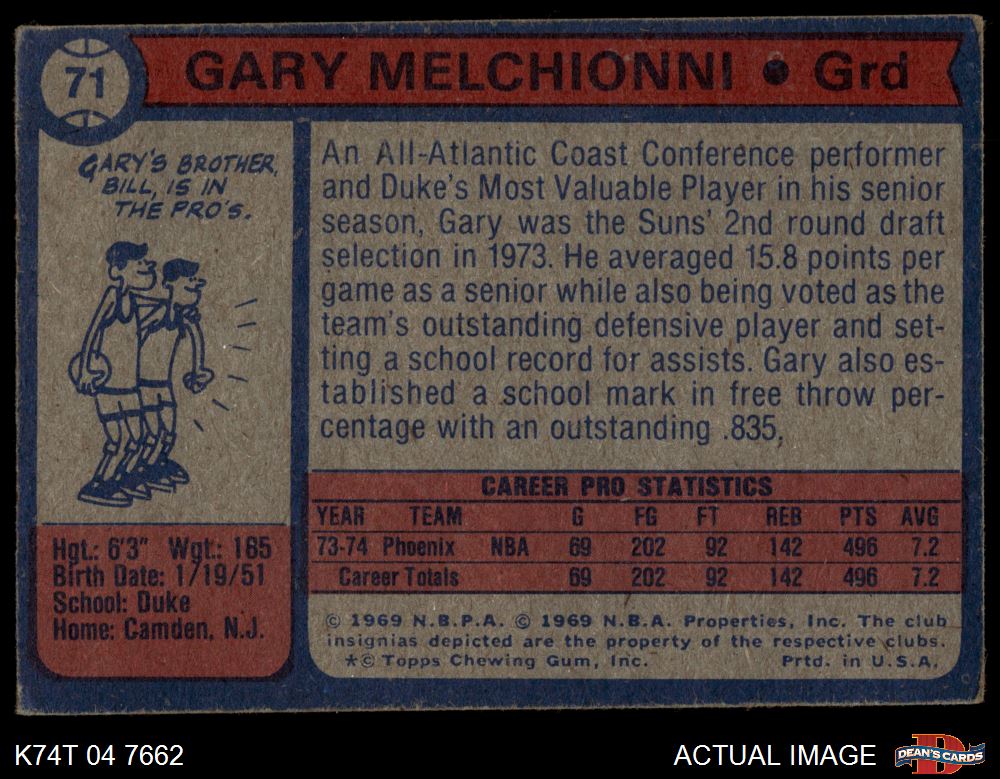 71
GARY MELCHIONNI ● Grd
GARY'S BROTHER,
BILL, IS IN
THE PRO'S.
An All-Atlantic Coast Conference performer
and Duke's Most Valuable Player in his senior
season, Gary was the Suns' 2nd round draft
selection in 1973. He averaged 15.8 points per
game as a senior while also being voted as the
team's outstanding defensive player and set-
ting a school record for assists. Gary also es-
tablished a school mark in free throw per-
centage with an outstanding .835.
Hgt.: 6'3" Wgt.: 185
Birth Date: 1/19/51
School: Duke
Home: Camden, N.J.
CAREER PRO STATISTICS
YEAR TEAM G FG FT REB PTS AVG
73-74 Phoenix NBA 69 202 92 142 496 7.2
Career Totals 69 202 92 142 496 7.2
© 1969 N.B.P.A. © 1969 N.B.A. Properties, Inc. The club
insignias depicted are the property of the respective clubs.
*© Topps Chewing Gum, Inc. Prtd. in U.S.A.
K74T 04 7662
ACTUAL IMAGE
D
DEAN'S CARDS